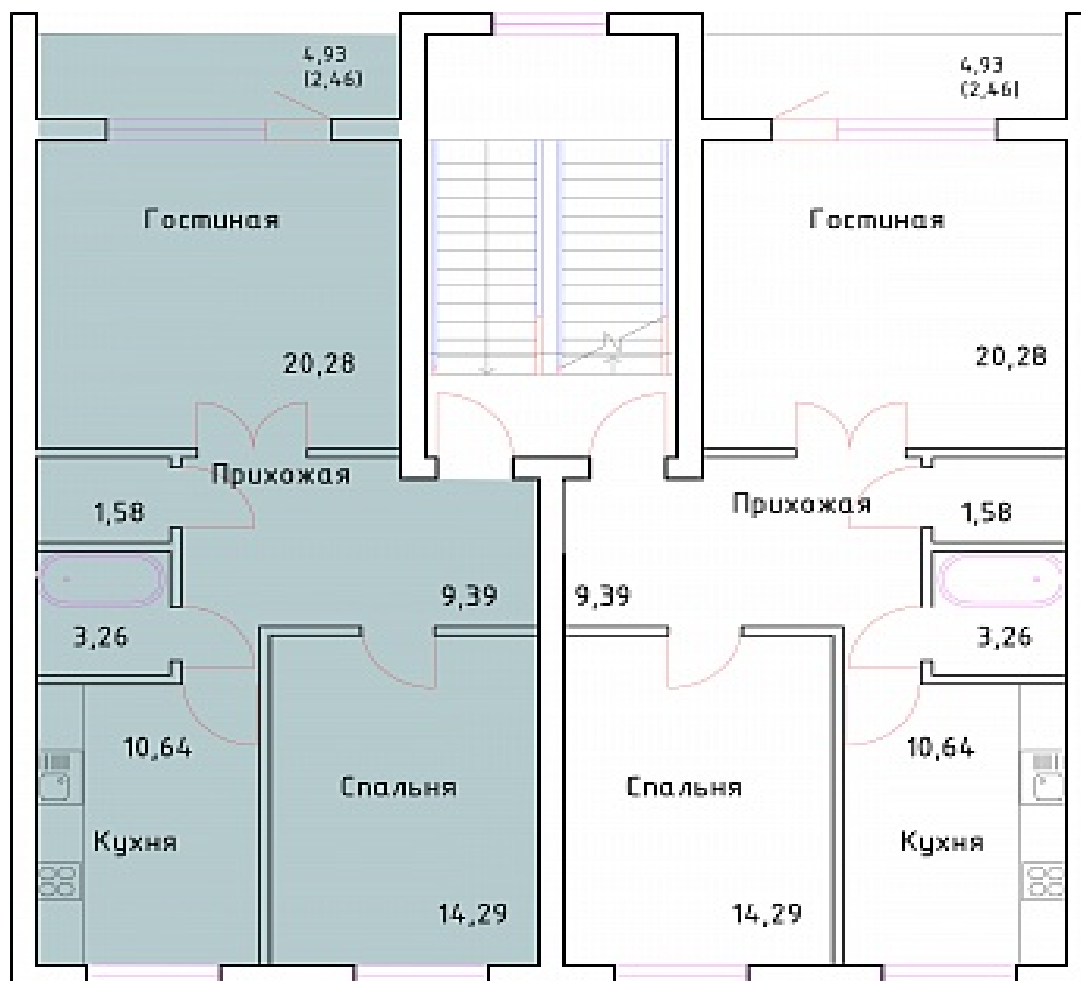 4,93
(2,46)
Гостиная
20,28
Прихожая
1,58
9,39
3,26
10,64
Спальня
Кухня
14,29
4,93
(2,46)
Гостиная
20,28
Прихожая
1,58
9,39
3,26
10,64
Спальня
Кухня
14,29